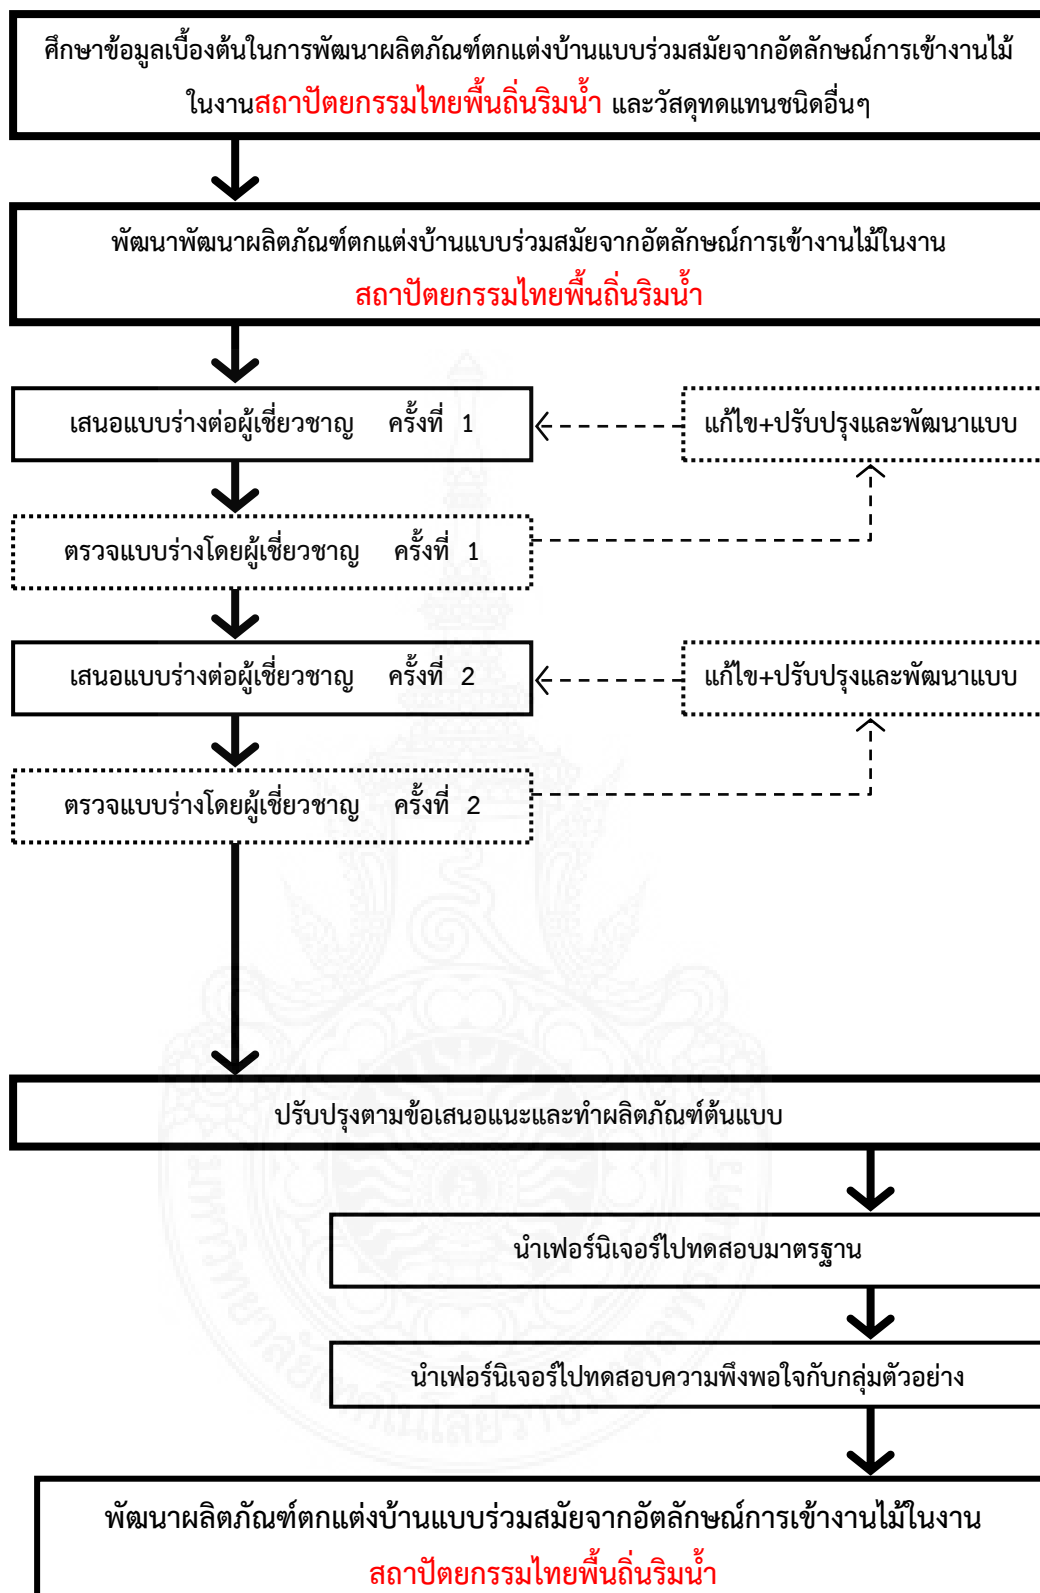 ศึกษาข้อมูลเบื้องต้นในการพัฒนาผลิตภัณฑ์ตกแต่งบ้านแบบร่วมสมัยจากอัตลักษณ์การเข้างานไม้
ในงานสถาปัตยกรรมไทยพื้นถิ่นริมน้ำ และวัสดุทดแทนชนิดอื่นๆ
พัฒนาพัฒนาผลิตภัณฑ์ตกแต่งบ้านแบบร่วมสมัยจากอัตลักษณ์การเข้างานไม้ในงาน
สถาปัตยกรรมไทยพื้นถิ่นริมน้ำ
เสนอแบบร่างต่อผู้เชี่ยวชาญ ครั้งที่ 1
แก้ไข+ปรับปรุงและพัฒนาแบบ
ตรวจแบบร่างโดยผู้เชี่ยวชาญ ครั้งที่ 1
เสนอแบบร่างต่อผู้เชี่ยวชาญ ครั้งที่ 2
แก้ไข+ปรับปรุงและพัฒนาแบบ
ตรวจแบบร่างโดยผู้เชี่ยวชาญ ครั้งที่ 2
ปรับปรุงตามข้อเสนอแนะและทำผลิตภัณฑ์ต้นแบบ
นำเฟอร์นิเจอร์ไปทดสอบมาตรฐาน
นำเฟอร์นิเจอร์ไปทดสอบความพึงพอใจกับกลุ่มตัวอย่าง
พัฒนาผลิตภัณฑ์ตกแต่งบ้านแบบร่วมสมัยจากอัตลักษณ์การเข้างานไม้ในงาน
สถาปัตยกรรมไทยพื้นถิ่นริมน้ำ